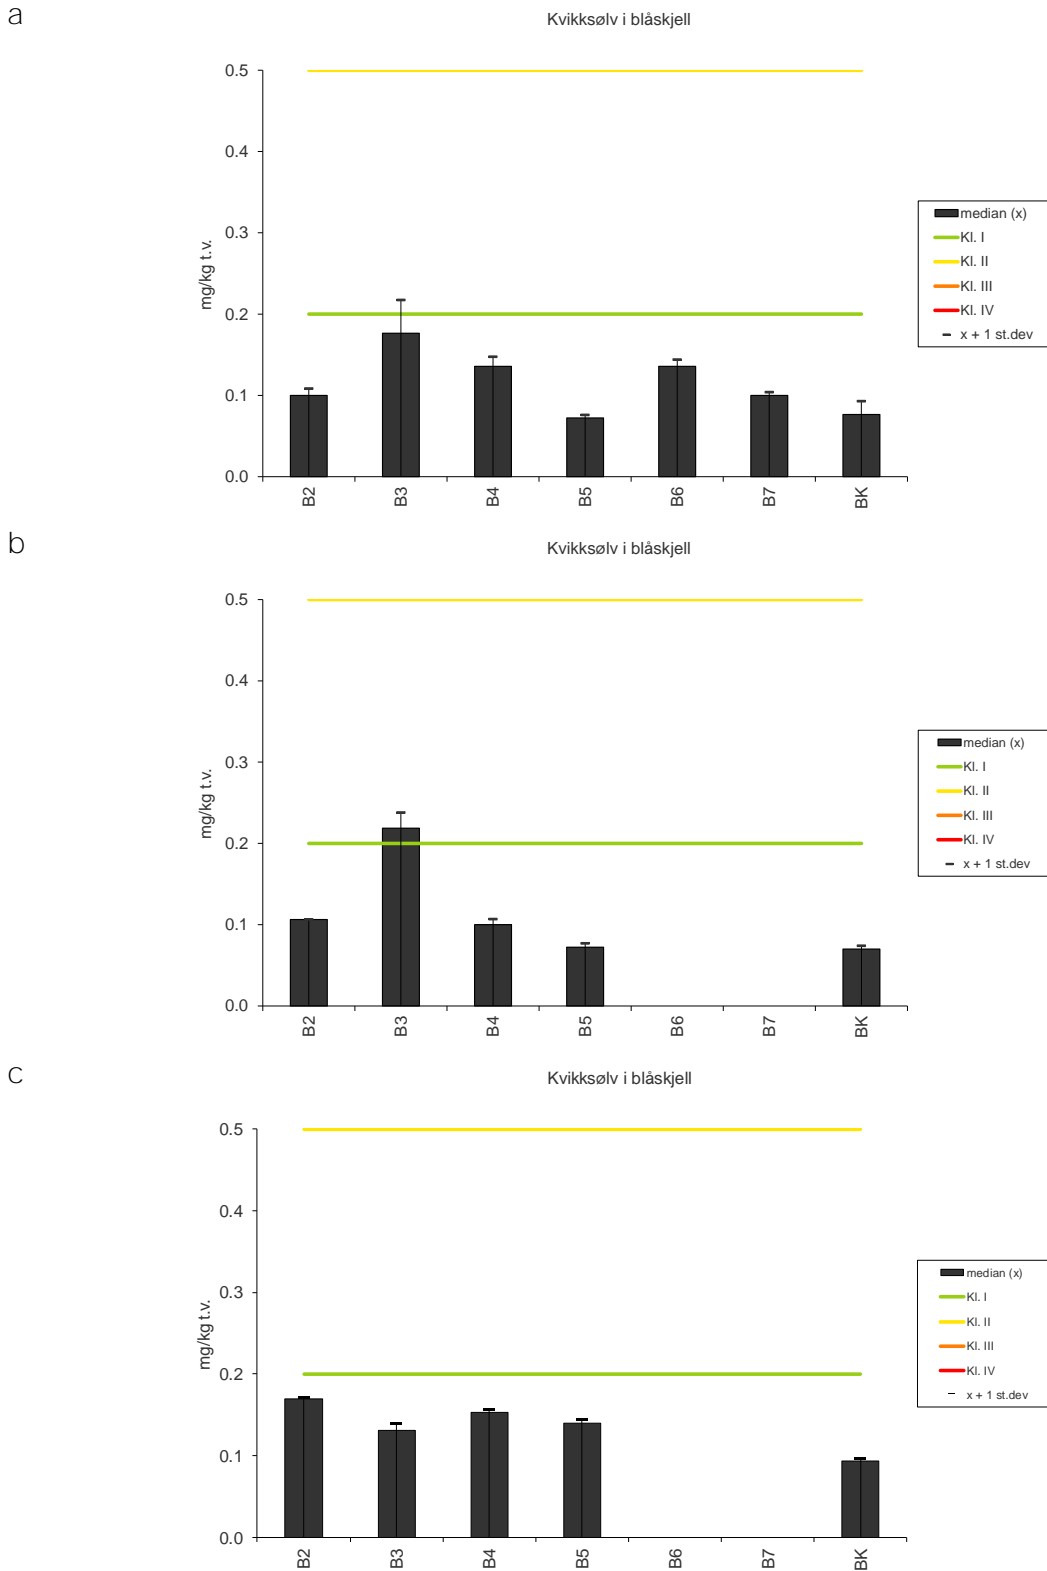 a
Kvikksølv i blåskjell
0.5
0.4
0.3
0.2
0.1
0.0
mg/kg t.v.
B2
B3
B4
B5
B6
B7
BK
median (x)
Kl. I
Kl. II
Kl. III
Kl. IV
x + 1 st.dev
b
Kvikksølv i blåskjell
0.5
0.4
0.3
0.2
0.1
0.0
mg/kg t.v.
B2
B3
B4
B5
B6
B7
BK
median (x)
Kl. I
Kl. II
Kl. III
Kl. IV
x + 1 st.dev
c
Kvikksølv i blåskjell
0.5
0.4
0.3
0.2
0.1
0.0
mg/kg t.v.
B2
B3
B4
B5
B6
B7
BK
median (x)
Kl. I
Kl. II
Kl. III
Kl. IV
x + 1 st.dev